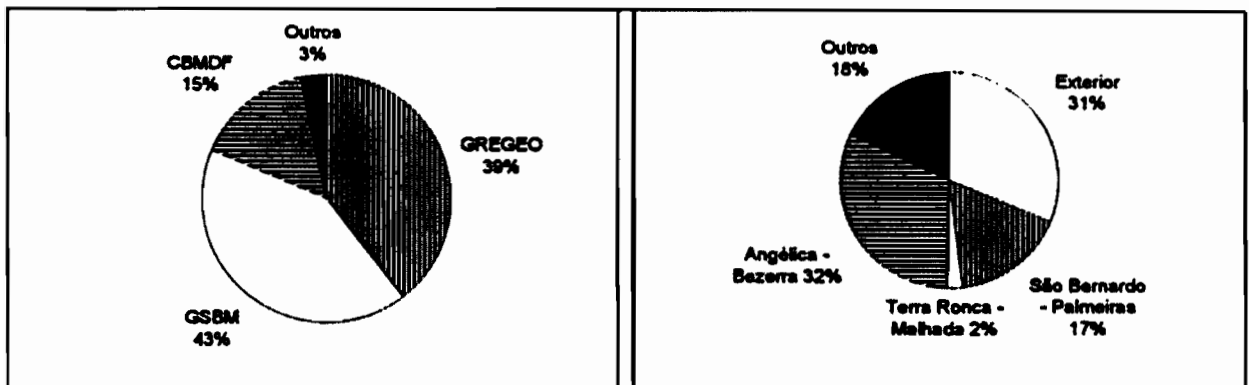 Outros
3%
CBMDF
15%
GREGEO
39%
GSBM
43%
Outros
18%
Exterior
31%
Angélica -
Bezerra 32%
Terra Ronca -
Malhada 2%
São Bernardo
- Palmeiras
17%